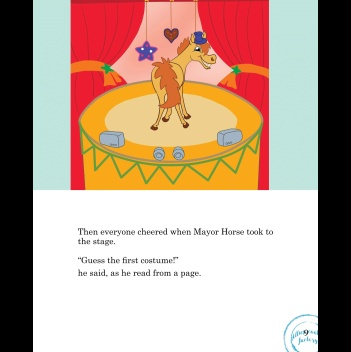 Then everyone cheered when Mayor Horse took to
the stage.
“Guess the first costume!”
he said, as he read from a page.
9